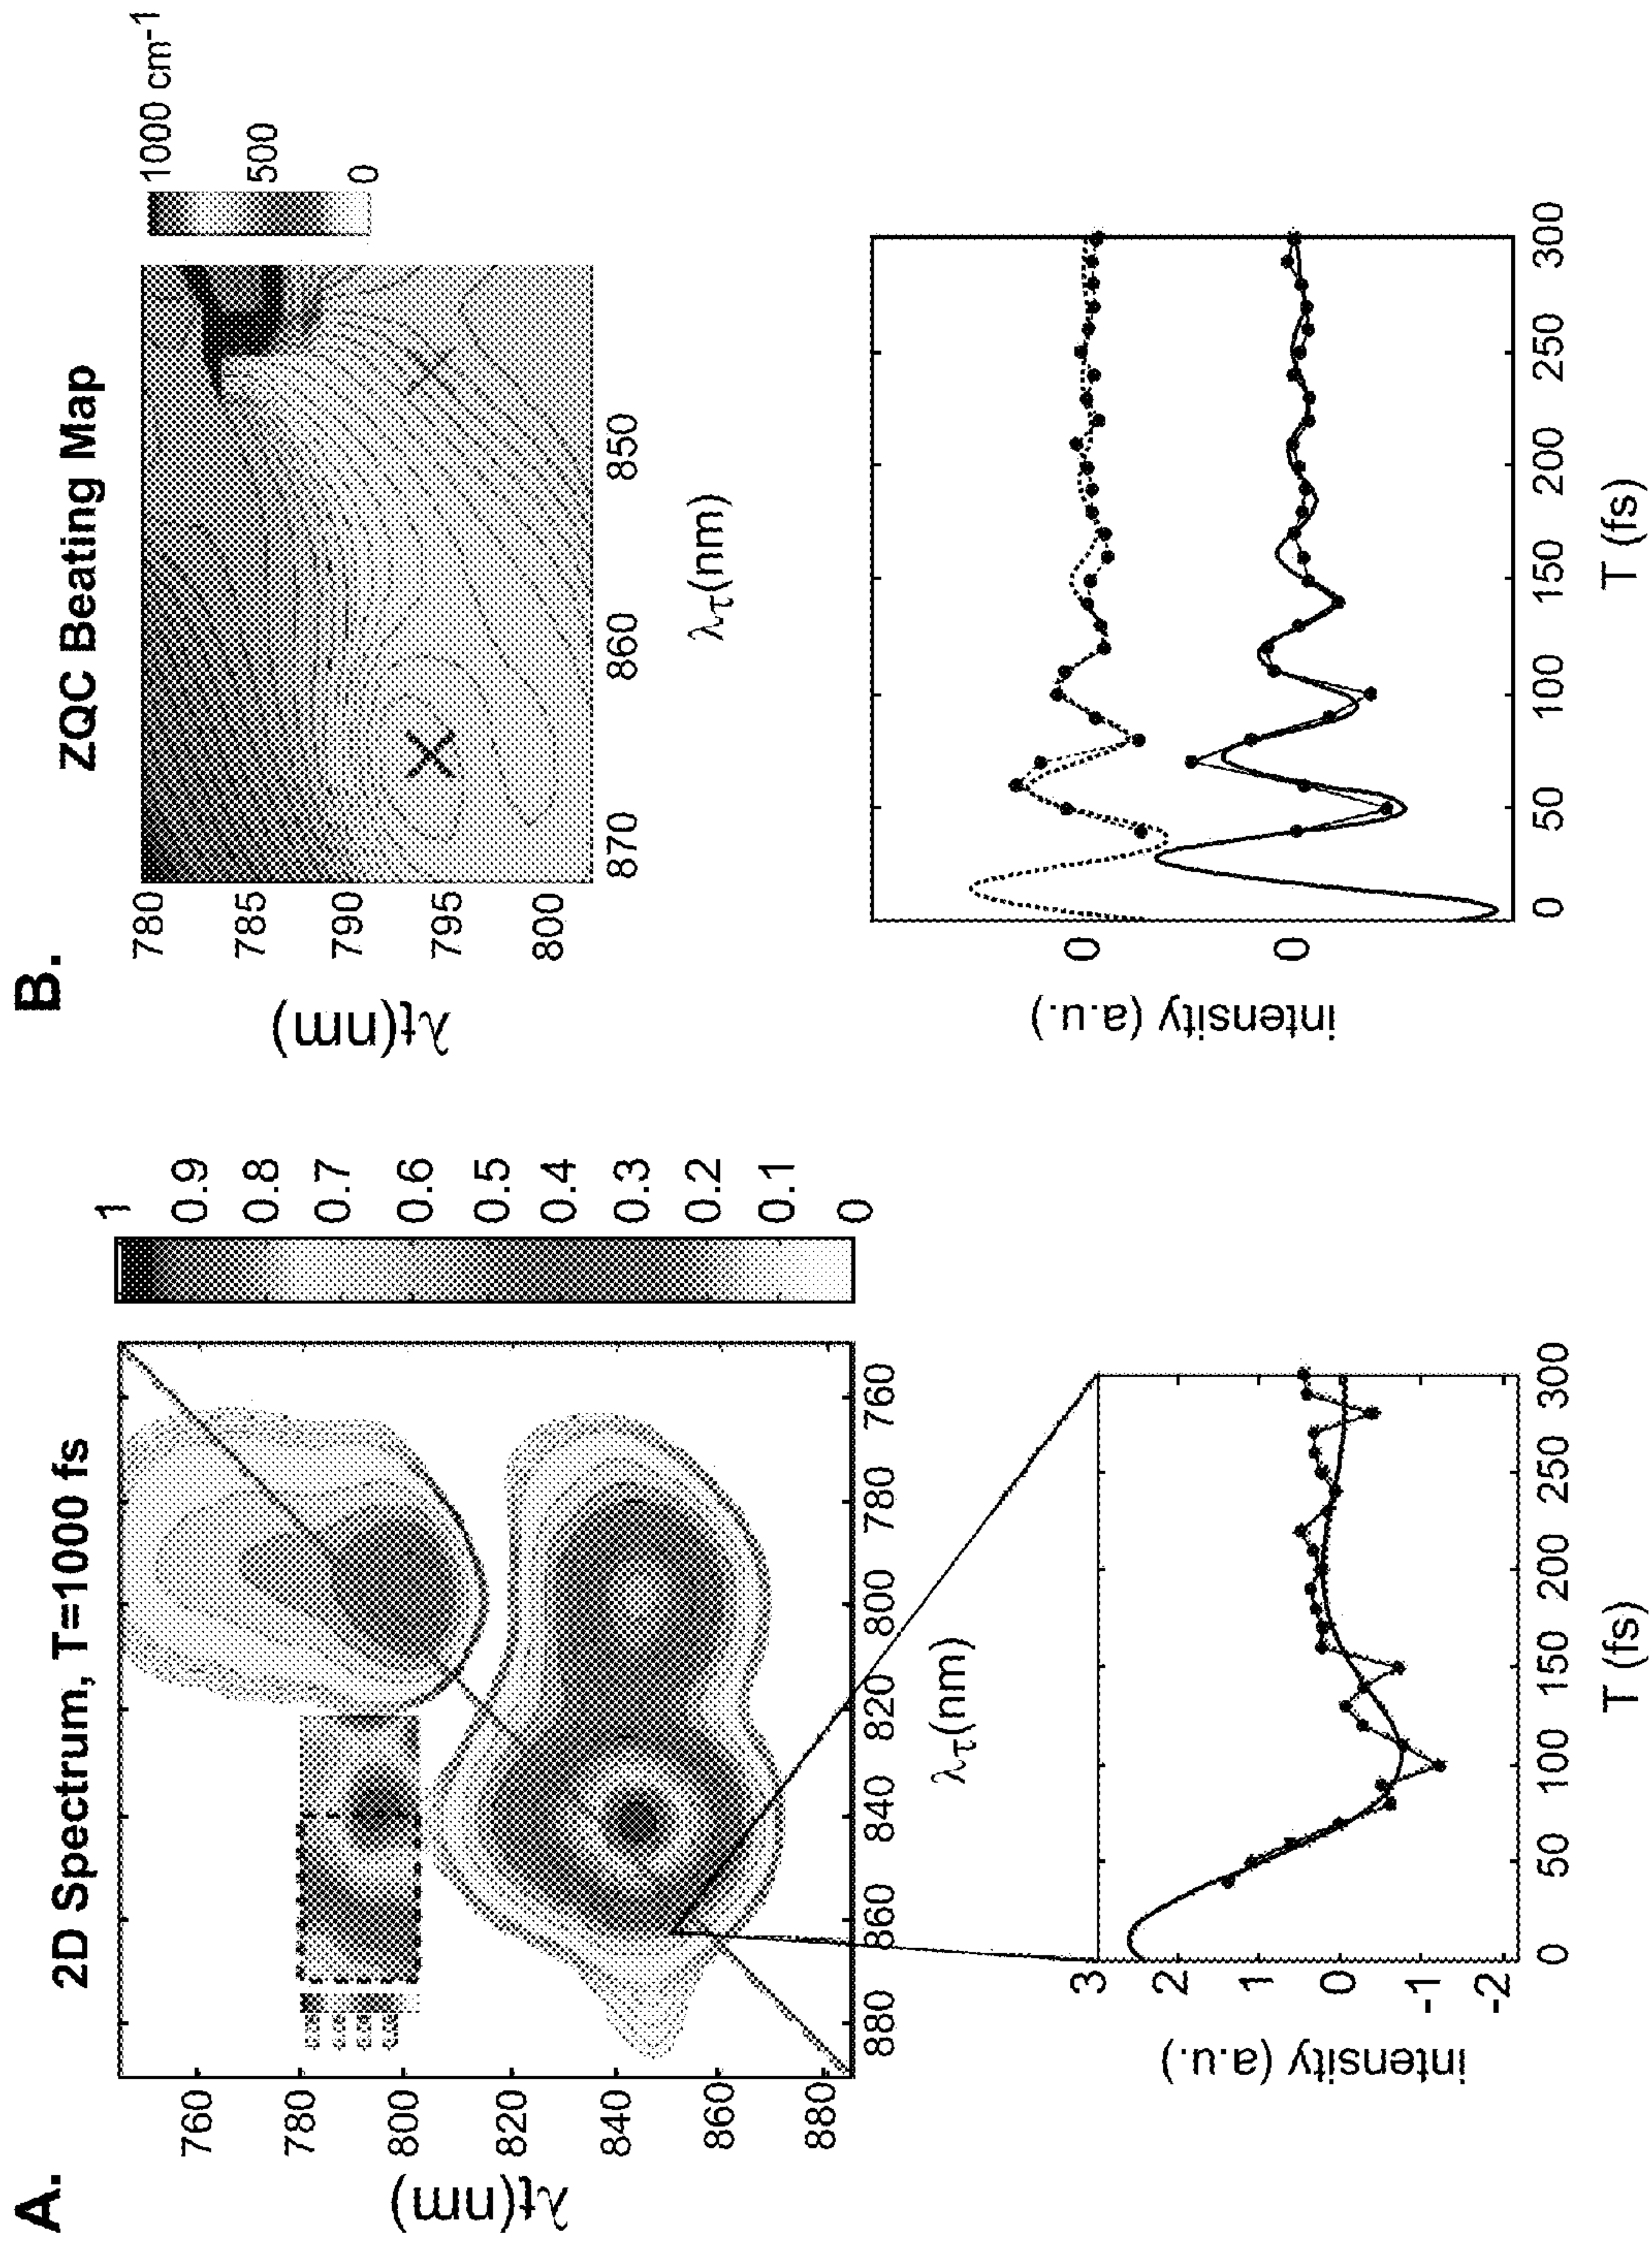 A.
2D Spectrum, T=1000 fs
λt(nm)
760
780
800
820
840
860
880
880 860 840 820 800 780 760
λτ(nm)
1
0.9
0.8
0.7
0.6
0.5
0.4
0.3
0.2
0.1
0
intensity (a.u.)
3
2
1
0
-1
-2
0 50 100 150 200 250 300
T (fs)
B.
ZQC Beating Map
λt(nm)
780
785
790
795
800
870 860 850
λτ(nm)
1000 cm-1
500
0
intensity (a.u.)
0
0
0 50 100 150 200 250 300
T (fs)